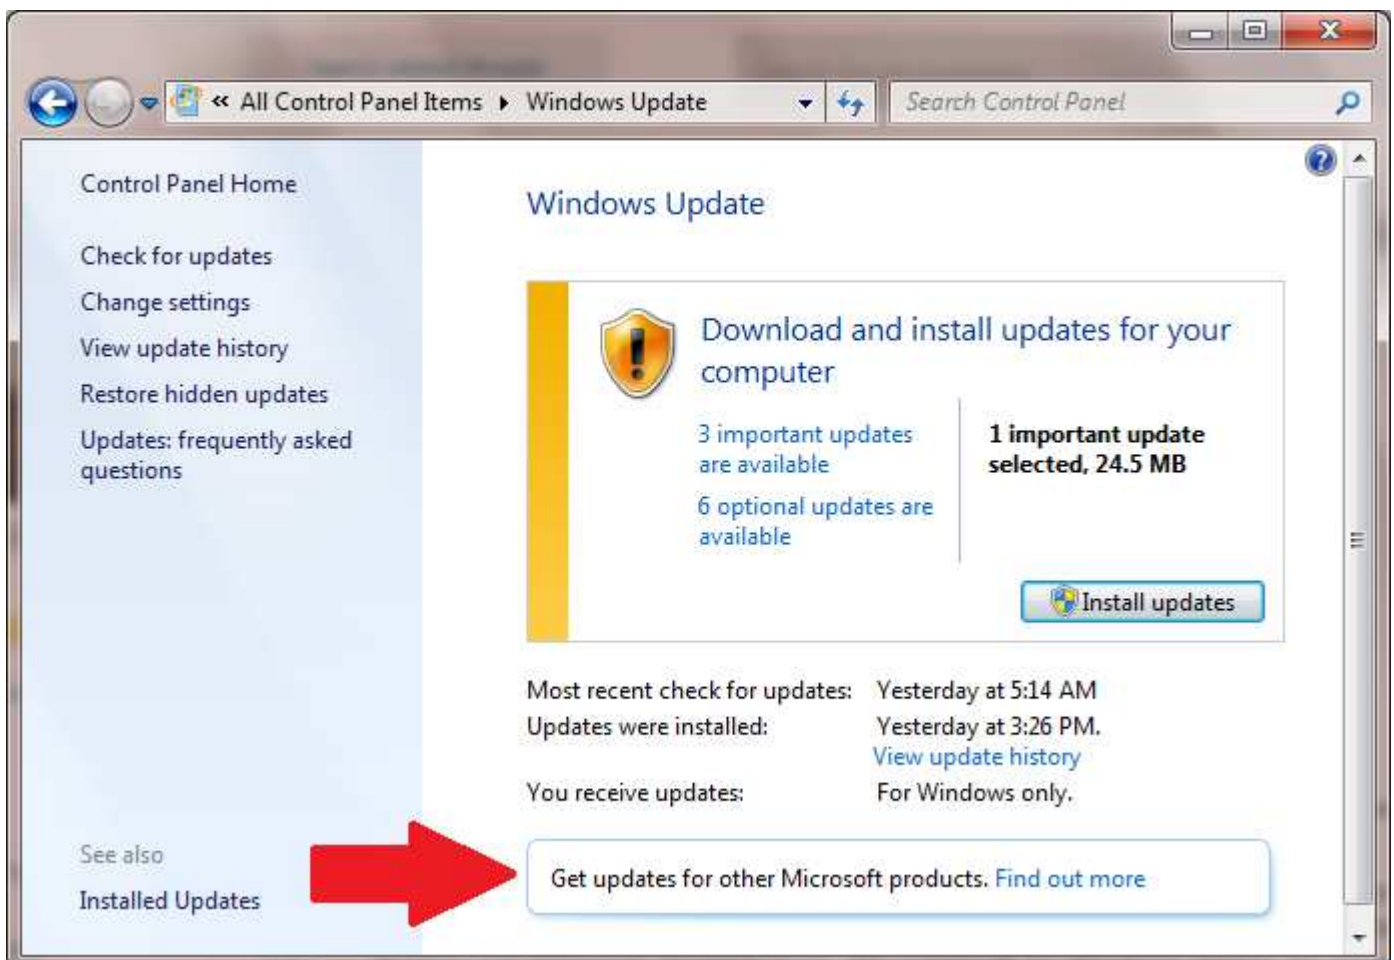 « All Control Panel Items ▸ Windows Update
Search Control Panel
Control Panel Home
Check for updates
Change settings
View update history
Restore hidden updates
Updates: frequently asked
questions
See also
Installed Updates
Windows Update
Download and install updates for your
computer
3 important updates
are available
6 optional updates are
available
1 important update
selected, 24.5 MB
Install updates
Most recent check for updates: Yesterday at 5:14 AM
Updates were installed: Yesterday at 3:26 PM.
View update history
You receive updates: For Windows only.
Get updates for other Microsoft products. Find out more